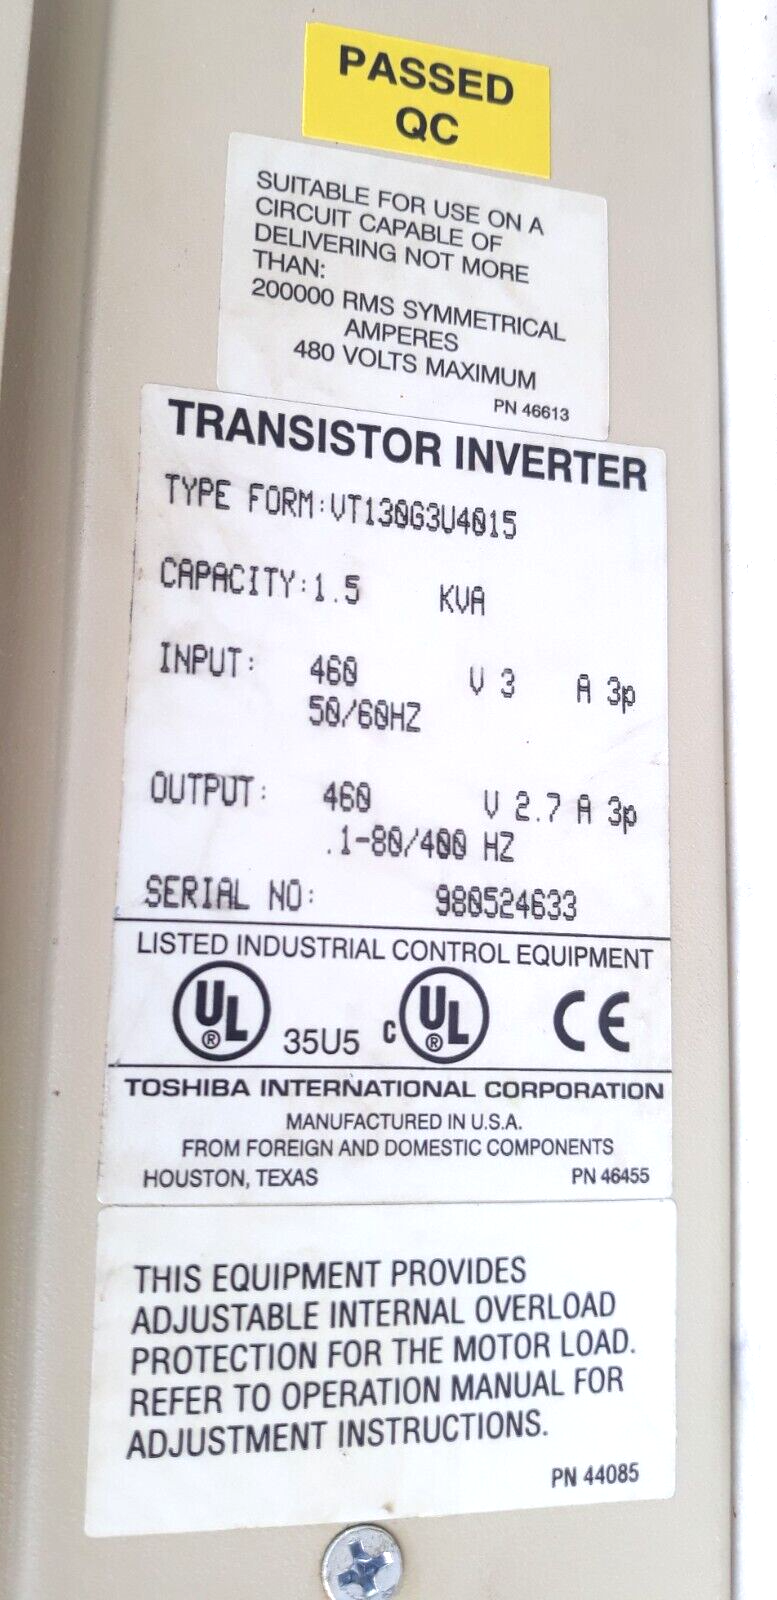 PASSED
QC
SUITABLE FOR USE ON A
CIRCUIT CAPABLE OF
DELIVERING NOT MORE
THAN:
200000 RMS SYMMETRICAL
AMPERES
480 VOLTS MAXIMUM
PN 46613
TRANSISTOR INVERTER
TYPE FORM:VT130G3U4015
CAPACITY:1.5 KVA
INPUT: 460 V 3 A 3p
50/60HZ
OUTPUT: 460 V 2.7 A 3p
.1-80/400 HZ
SERIAL NO: 980524633
LISTED INDUSTRIAL CONTROL EQUIPMENT
UL® 35U5 c UL® CE
TOSHIBA INTERNATIONAL CORPORATION
MANUFACTURED IN U.S.A.
FROM FOREIGN AND DOMESTIC COMPONENTS
HOUSTON, TEXAS PN 46455
THIS EQUIPMENT PROVIDES
ADJUSTABLE INTERNAL OVERLOAD
PROTECTION FOR THE MOTOR LOAD.
REFER TO OPERATION MANUAL FOR
ADJUSTMENT INSTRUCTIONS.
PN 44085